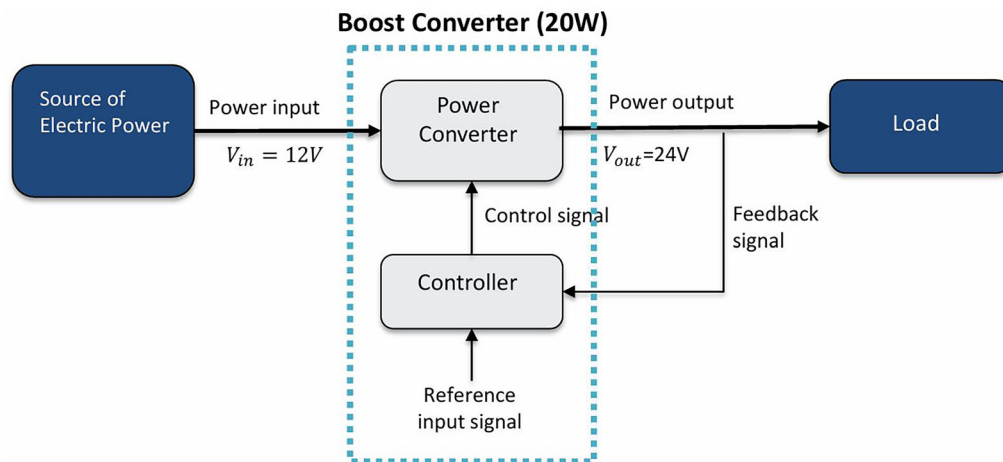 Boost Converter (20W)
Source of
Electric Power
Power input
V_in = 12V
Power
Converter
Power output
V_out=24V
Load
Control signal
Feedback
signal
Controller
Reference
input signal